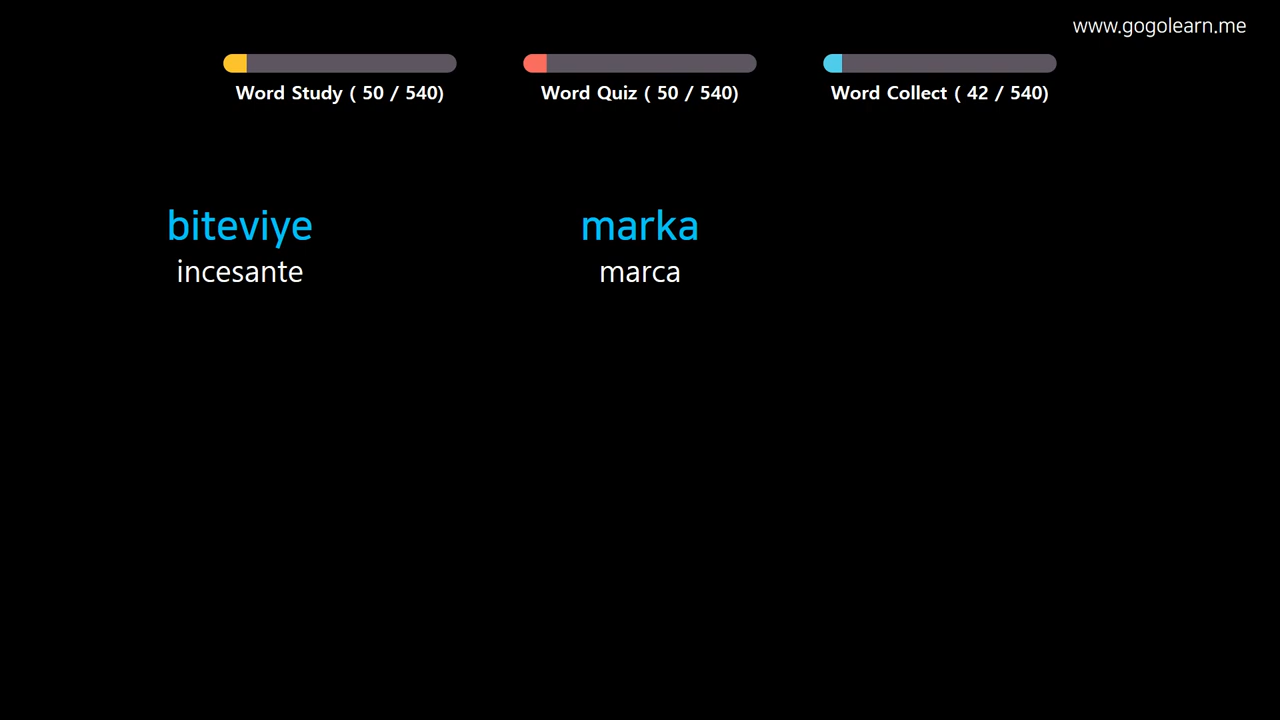 www.gogolearn.me
Word Study ( 50 / 540)
Word Quiz ( 50 / 540)
Word Collect ( 42 / 540)
biteviye
incesante
marka
marca